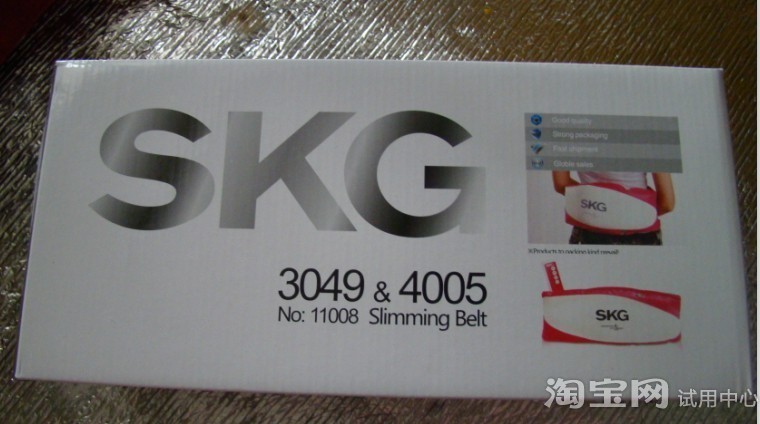 SKG
3049 & 4005
No: 11008 Slimming Belt
Good quality
Strong packaging
Fast shipment
Globle sales
SKG
SKG
淘宝网 试用中心